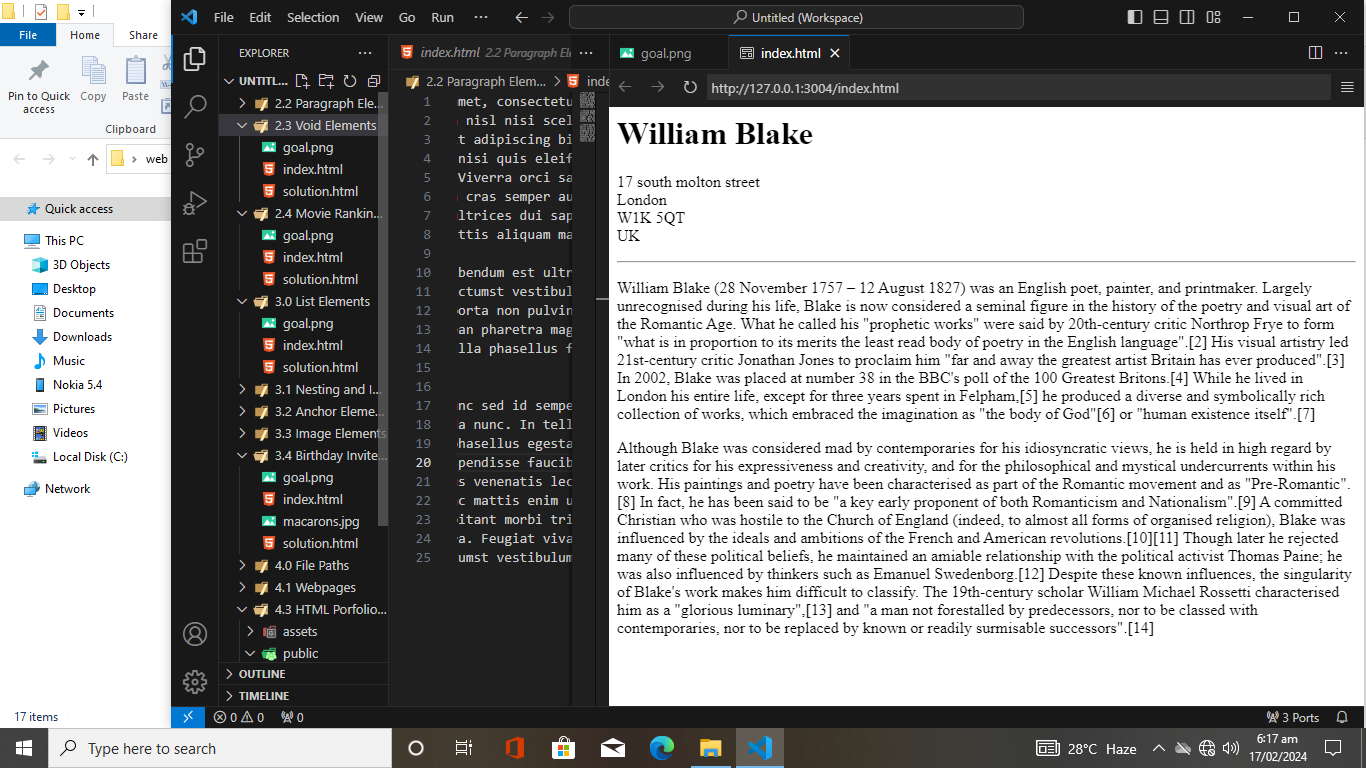 File
Home
Share
Pin to Quick access
Copy
Paste
Clipboard
web
Quick access
This PC
3D Objects
Desktop
Documents
Downloads
Music
Nokia 5.4
Pictures
Videos
Local Disk (C:)
Network
17 items
File Edit Selection View Go Run ···
Untitled (Workspace)
EXPLORER
UNTITL...
2.2 Paragraph Ele...
2.3 Void Elements
goal.png
index.html
solution.html
2.4 Movie Rankin...
goal.png
index.html
solution.html
3.0 List Elements
goal.png
index.html
solution.html
3.1 Nesting and I...
3.2 Anchor Eleme...
3.3 Image Elements
3.4 Birthday Invite...
goal.png
index.html
macarons.jpg
solution.html
4.0 File Paths
4.1 Webpages
4.3 HTML Porfolio...
assets
public
OUTLINE
TIMELINE
index.html 2.2 Paragraph El
2.2 Paragraph Elem... > inde
1 met, consectetu
2 nisl nisi scel
3 t adipiscing bi
4 nisi quis eleif
5 Viverra orci sa
6 cras semper au
7 ltrices dui sap
8 ttis aliquam ma
9
10 bendum est ultr
11 ctumst vestibul
12 orta non pulvin
13 an pharetra mag
14 lla phasellus f
15
16
17 nc sed id sempe
18 a nunc. In tell
19 hasellus egesta
20 pendisse faucib
21 s venenatis lec
22 c mattis enim u
23 itant morbi tri
24 a. Feugiat viva
25 umst vestibulum
goal.png
index.html
http://127.0.0.1:3004/index.html
William Blake
17 south molton street
London
W1K 5QT
UK
William Blake (28 November 1757 – 12 August 1827) was an English poet, painter, and printmaker. Largely
unrecognised during his life, Blake is now considered a seminal figure in the history of the poetry and visual art of
the Romantic Age. What he called his "prophetic works" were said by 20th-century critic Northrop Frye to form
"what is in proportion to its merits the least read body of poetry in the English language".[2] His visual artistry led
21st-century critic Jonathan Jones to proclaim him "far and away the greatest artist Britain has ever produced".[3]
In 2002, Blake was placed at number 38 in the BBC's poll of the 100 Greatest Britons.[4] While he lived in
London his entire life, except for three years spent in Felpham,[5] he produced a diverse and symbolically rich
collection of works, which embraced the imagination as "the body of God"[6] or "human existence itself".[7]
Although Blake was considered mad by contemporaries for his idiosyncratic views, he is held in high regard by
later critics for his expressiveness and creativity, and for the philosophical and mystical undercurrents within his
work. His paintings and poetry have been characterised as part of the Romantic movement and as "Pre-Romantic".
[8] In fact, he has been said to be "a key early proponent of both Romanticism and Nationalism".[9] A committed
Christian who was hostile to the Church of England (indeed, to almost all forms of organised religion), Blake was
influenced by the ideals and ambitions of the French and American revolutions.[10][11] Though later he rejected
many of these political beliefs, he maintained an amiable relationship with the political activist Thomas Paine; he
was also influenced by thinkers such as Emanuel Swedenborg.[12] Despite these known influences, the singularity
of Blake's work makes him difficult to classify. The 19th-century scholar William Michael Rossetti characterised
him as a "glorious luminary",[13] and "a man not forestalled by predecessors, nor to be classed with
contemporaries, nor to be replaced by known or readily surmisable successors".[14]
0 0 0
3 Ports
Type here to search
28°C Haze
6:17 am
17/02/2024